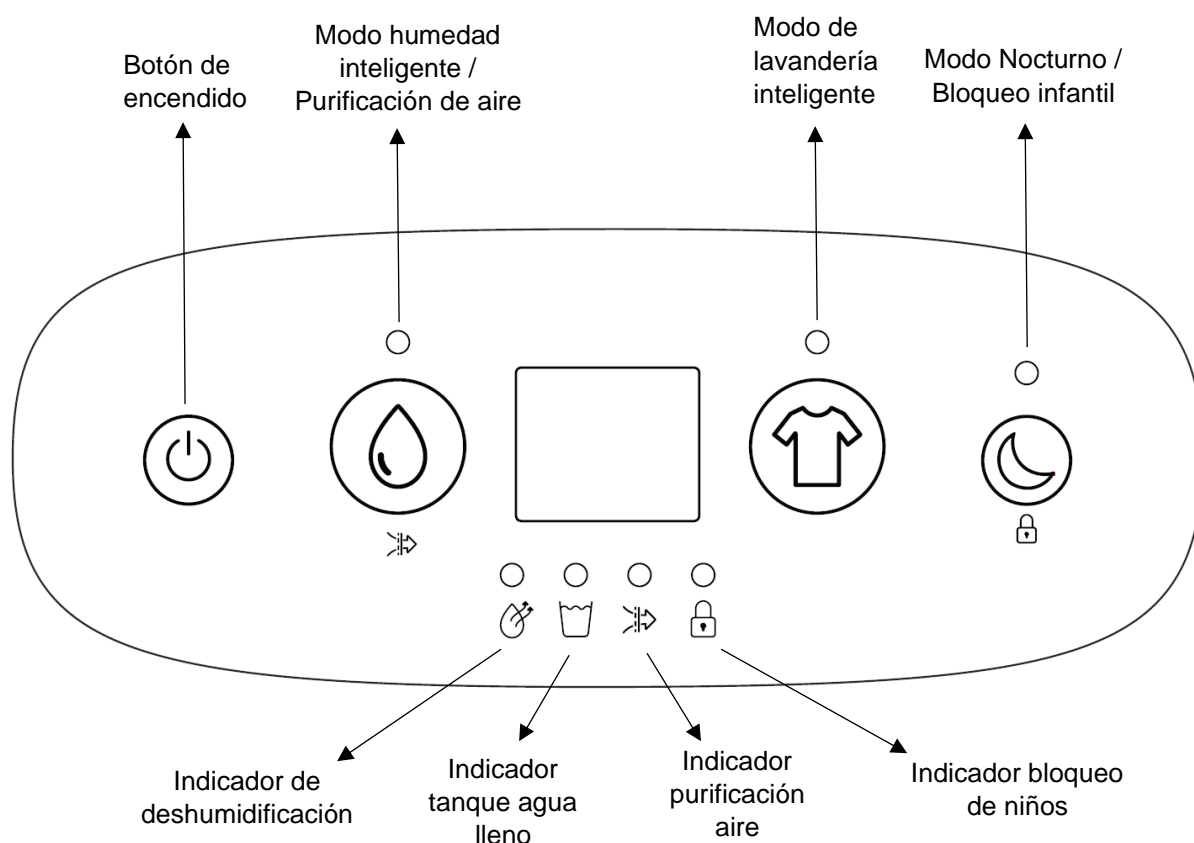 Botón de
encendido
Modo humedad
inteligente /
Purificación de aire
Modo de
lavandería
inteligente
Modo Nocturno /
Bloqueo infantil
Indicador de
deshumidificación
Indicador
tanque agua
lleno
Indicador
purificación
aire
Indicador bloqueo
de niños